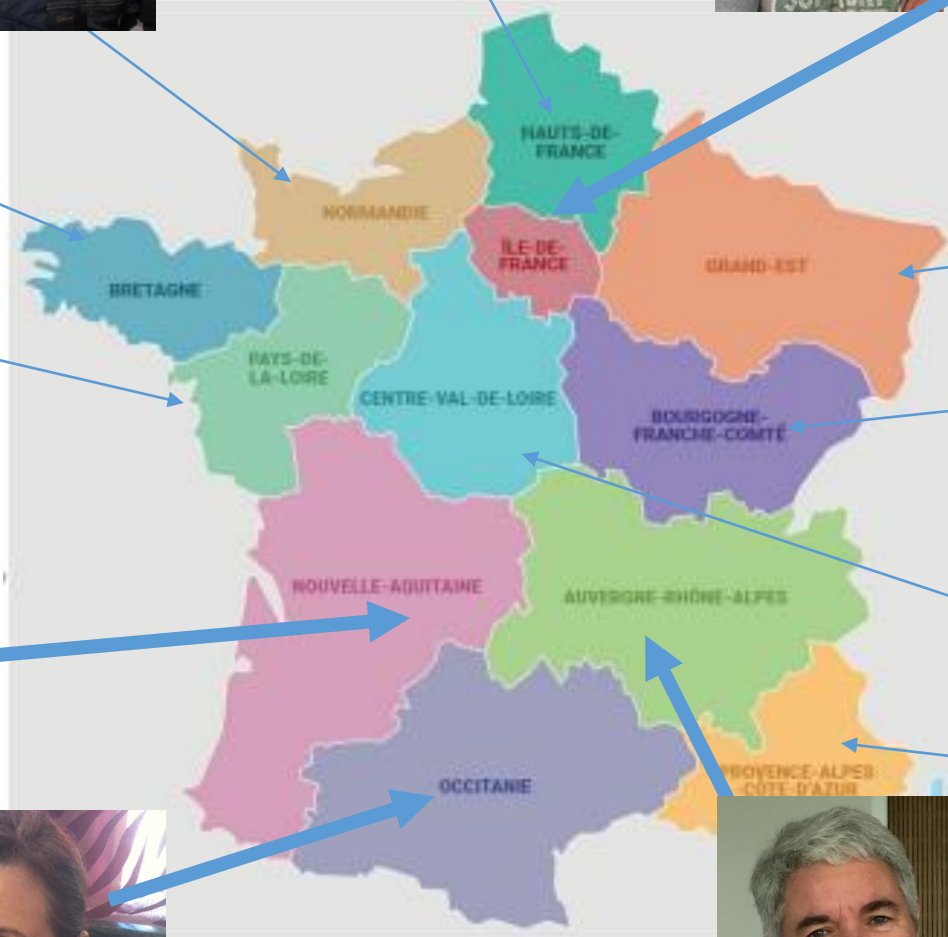 HAUTS-DE-
FRANCE
NORMANDIE
ÎLE-DE-
FRANCE
GRAND-EST
BRETAGNE
PAYS-DE-
LA-LOIRE
CENTRE-VAL-DE-LOIRE
BOURGOGNE-
FRANCHE-COMTÉ
NOUVELLE-AQUITAINE
AUVERGNE-RHÔNE-ALPES
OCCITANIE
PROVENCE-ALPES
-CÔTE-D'AZUR